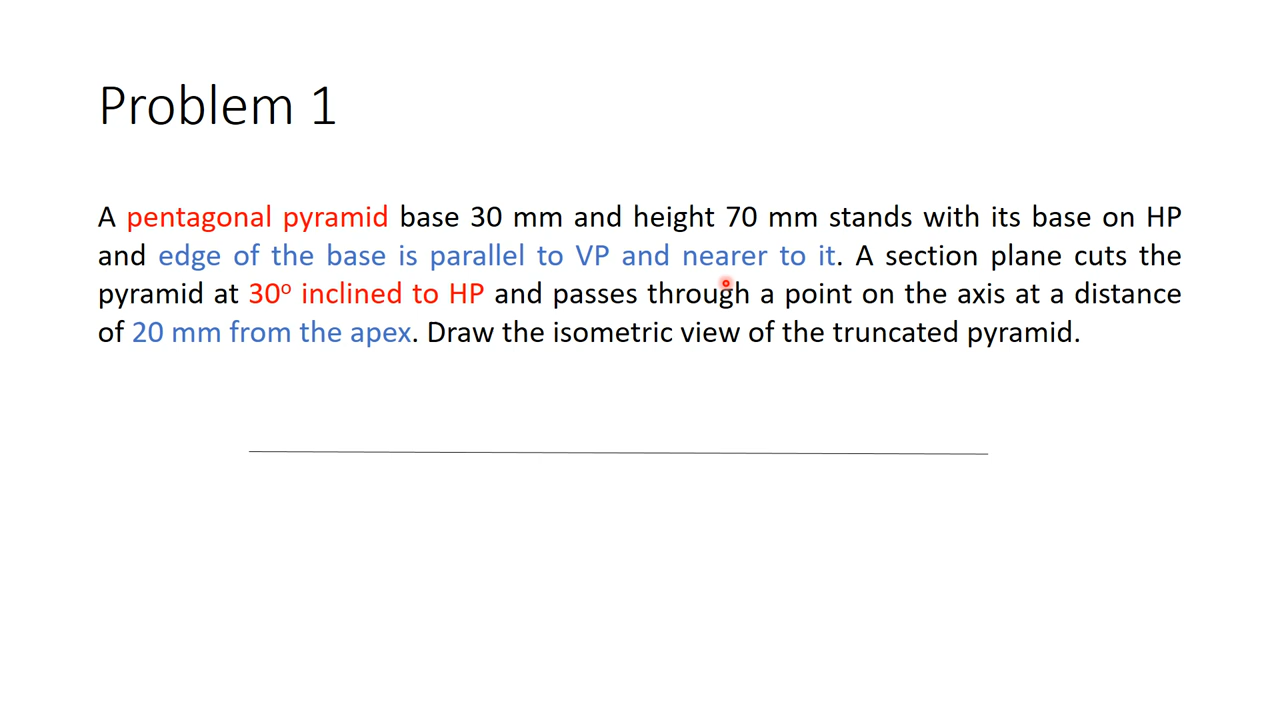 Problem 1
A pentagonal pyramid base 30 mm and height 70 mm stands with its base on HP
and edge of the base is parallel to VP and nearer to it. A section plane cuts the
pyramid at 30º inclined to HP and passes through a point on the axis at a distance
of 20 mm from the apex. Draw the isometric view of the truncated pyramid.